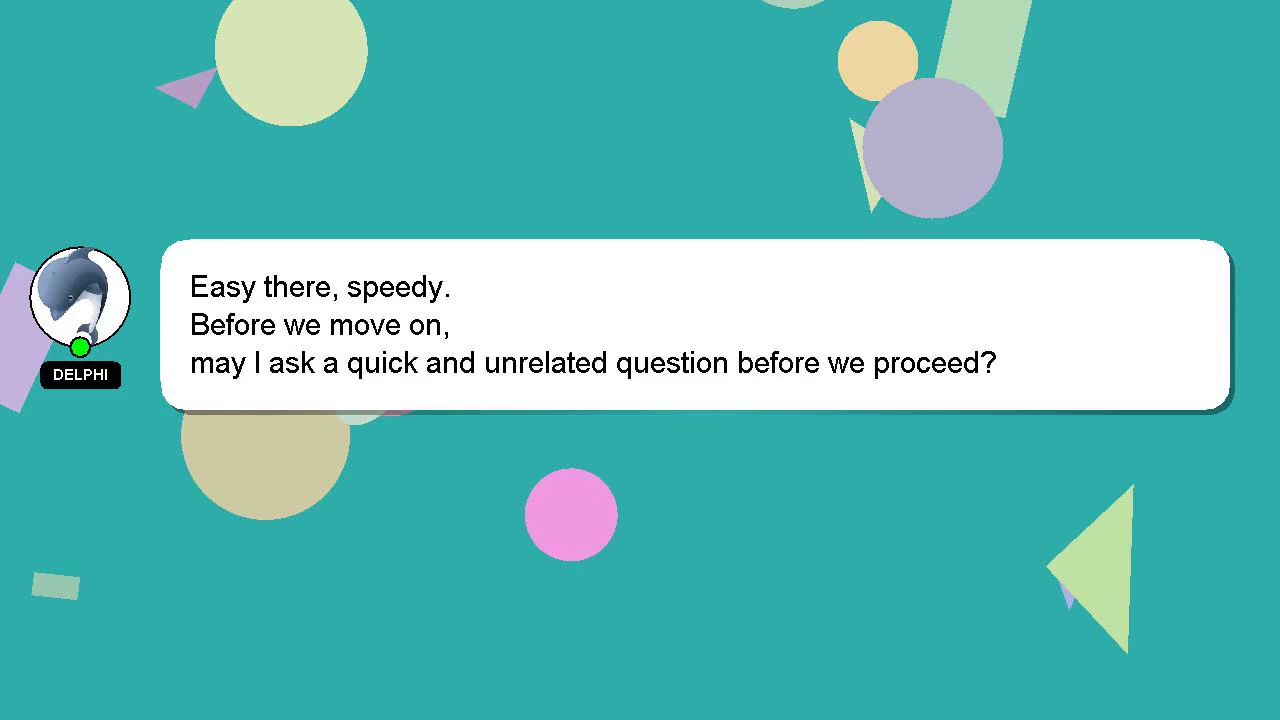 Easy there, speedy.
Before we move on,
may I ask a quick and unrelated question before we proceed?
DELPHI